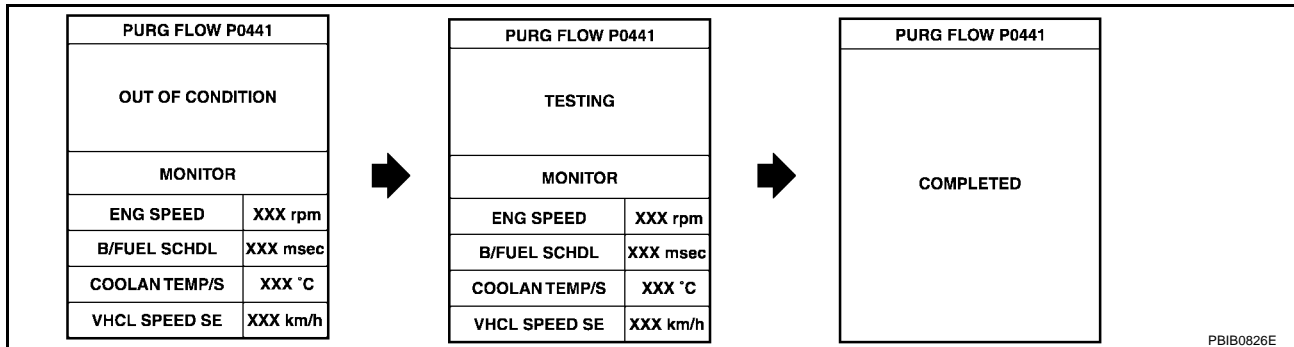 PURG FLOW P0441
OUT OF CONDITION
MONITOR
ENG SPEED XXX rpm
B/FUEL SCHDL XXX msec
COOLAN TEMP/S XXX °C
VHCL SPEED SE XXX km/h
PURG FLOW P0441
TESTING
MONITOR
ENG SPEED XXX rpm
B/FUEL SCHDL XXX msec
COOLAN TEMP/S XXX °C
VHCL SPEED SE XXX km/h
PURG FLOW P0441
COMPLETED
PBIB0826E